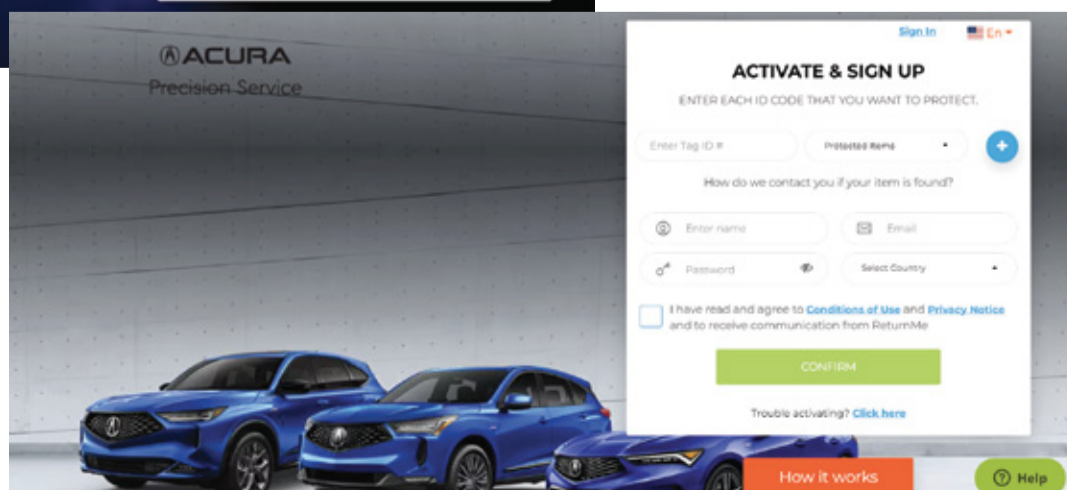 ACURA
Precision Service
Sign In En
ACTIVATE & SIGN UP
ENTER EACH ID CODE THAT YOU WANT TO PROTECT.
Enter Tag ID # Protected Items
+
How do we contact you if your item is found?
Enter name Email
Password Select Country
I have read and agree to Conditions of Use and Privacy Notice
and to receive communication from ReturnMe
CONFIRM
Trouble activating? Click here
How it works
? Help